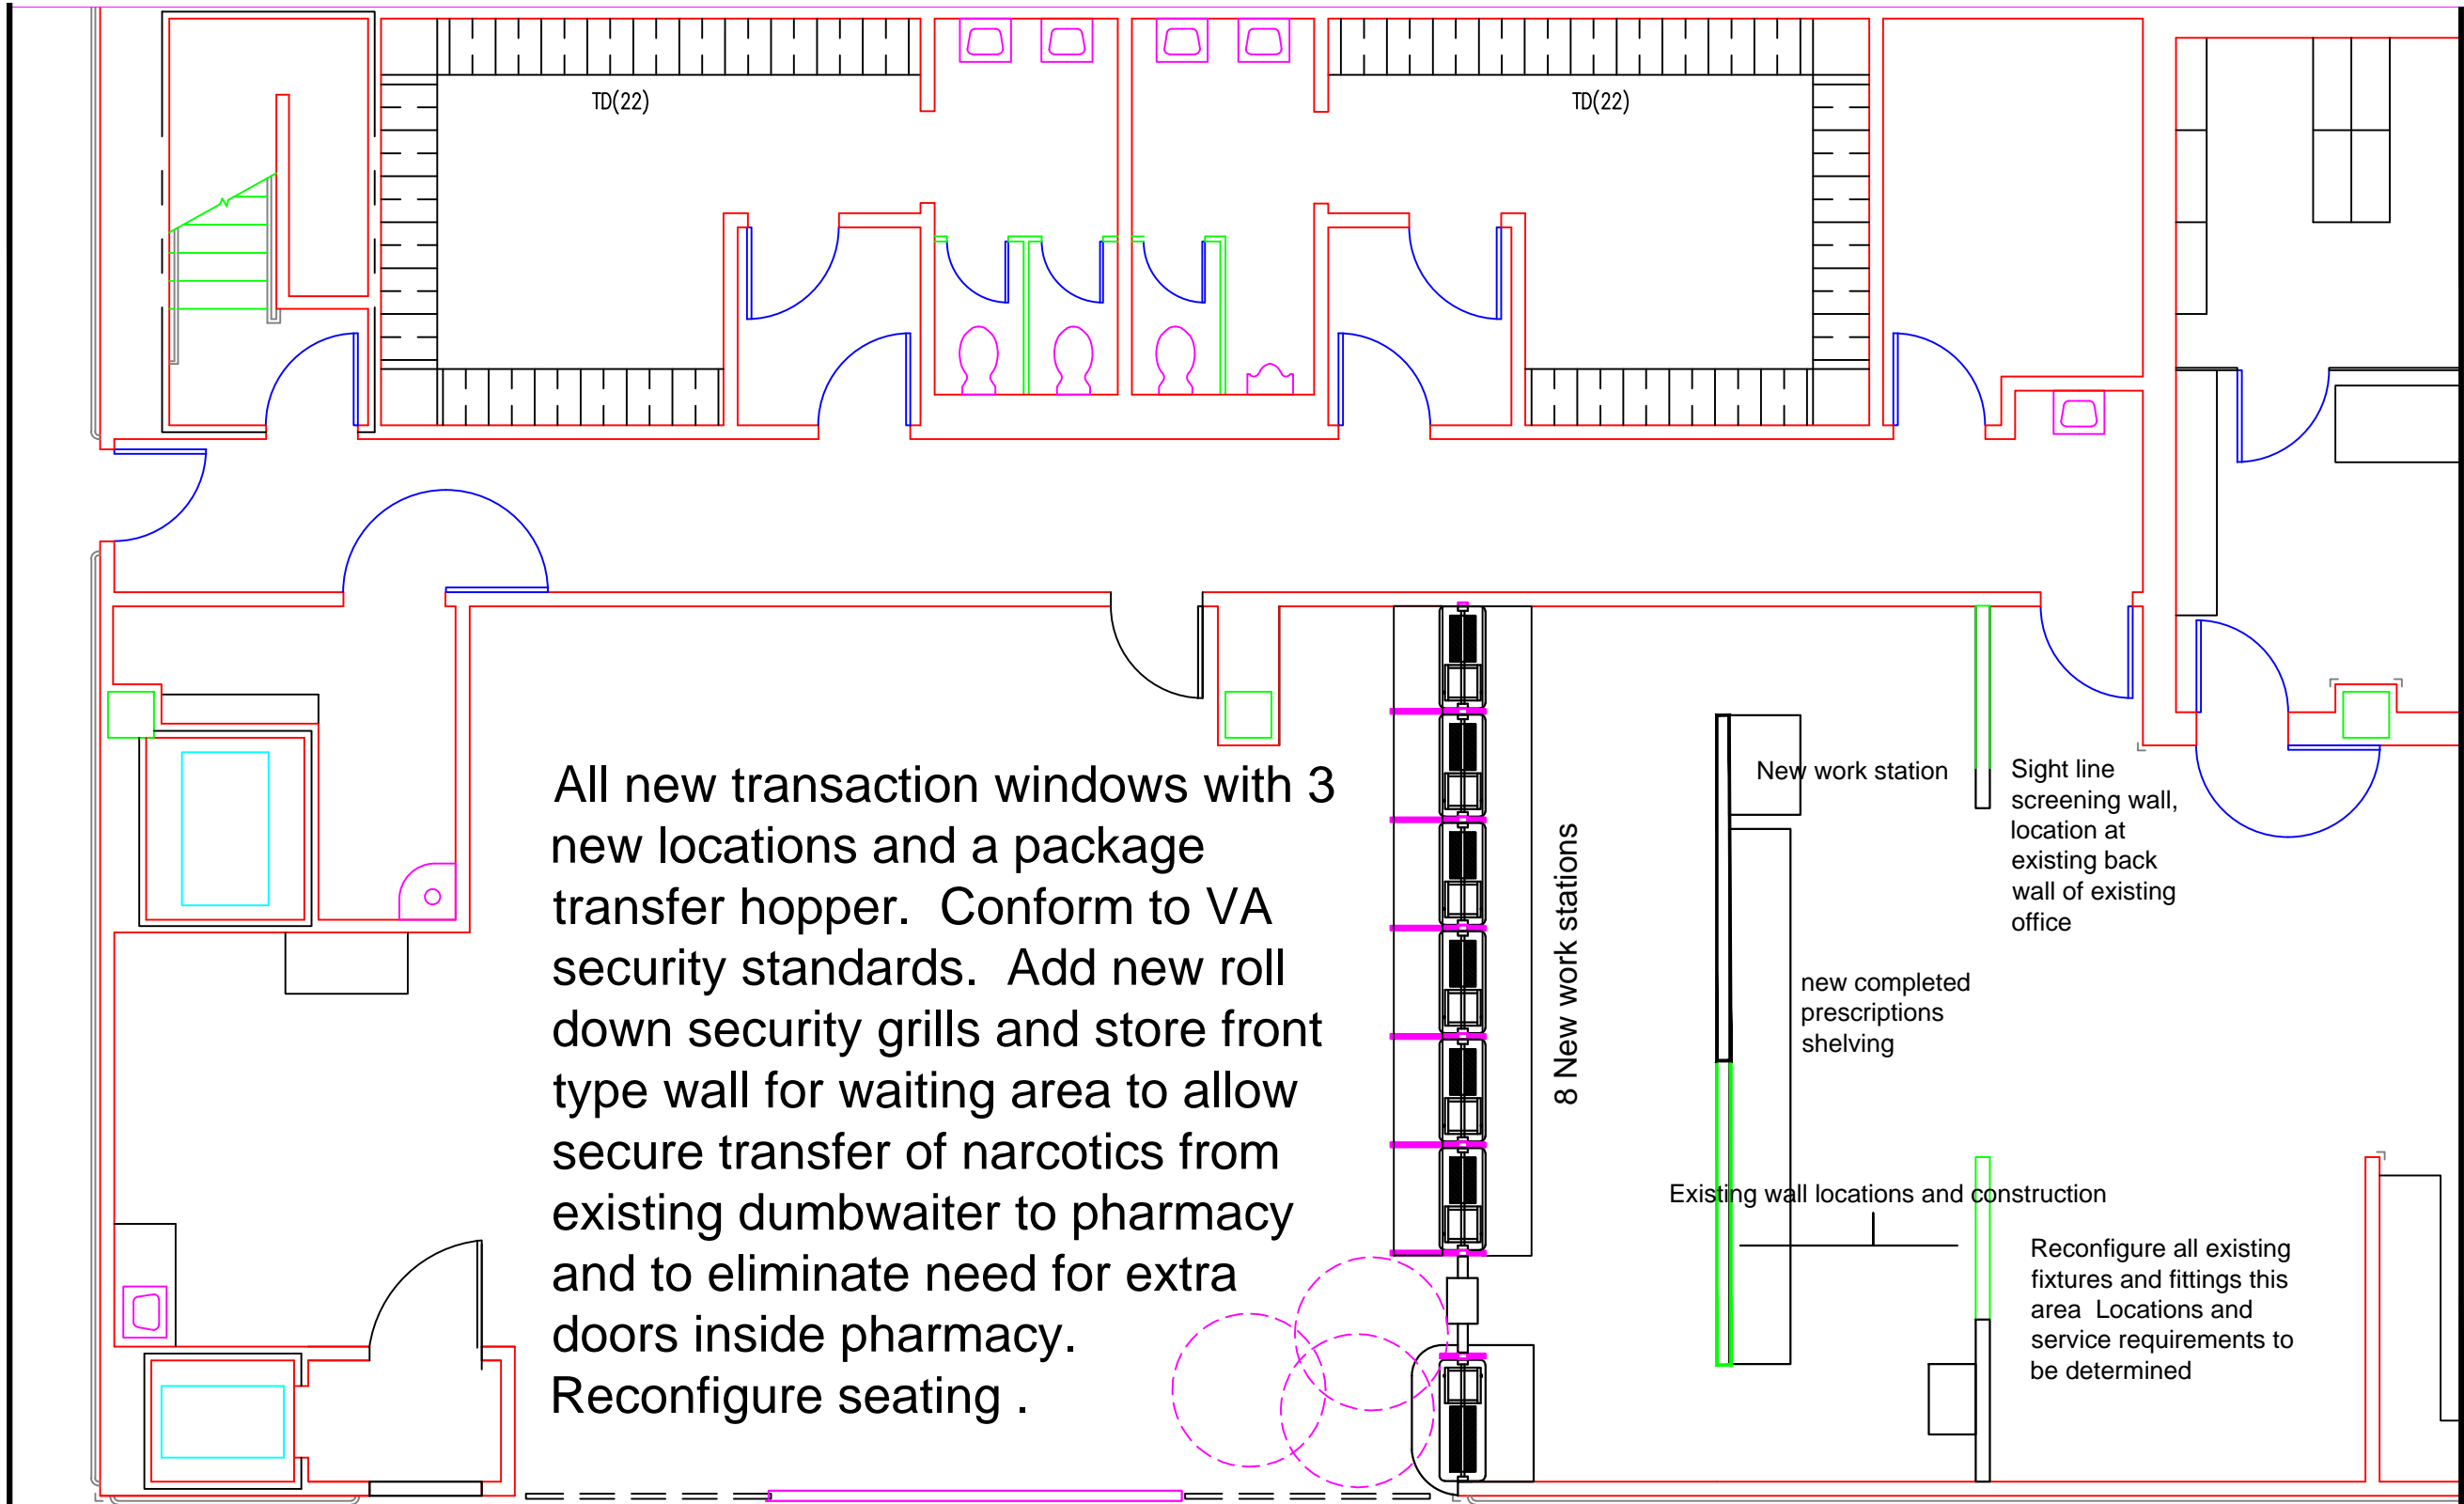 TD(22)
TD(22)
All new transaction windows with 3
new locations and a package
transfer hopper.  Conform to VA
security standards.  Add new roll
down security grills and store front
type wall for waiting area to allow
secure transfer of narcotics from
existing dumbwaiter to pharmacy
and to eliminate need for extra
doors inside pharmacy.
Reconfigure seating .
8 New work stations
New work station
Sight line
screening wall,
location at
existing back
wall of existing
office
new completed
prescriptions
shelving
Existing wall locations and construction
Reconfigure all existing
fixtures and fittings this
area  Locations and
service requirements to
be determined